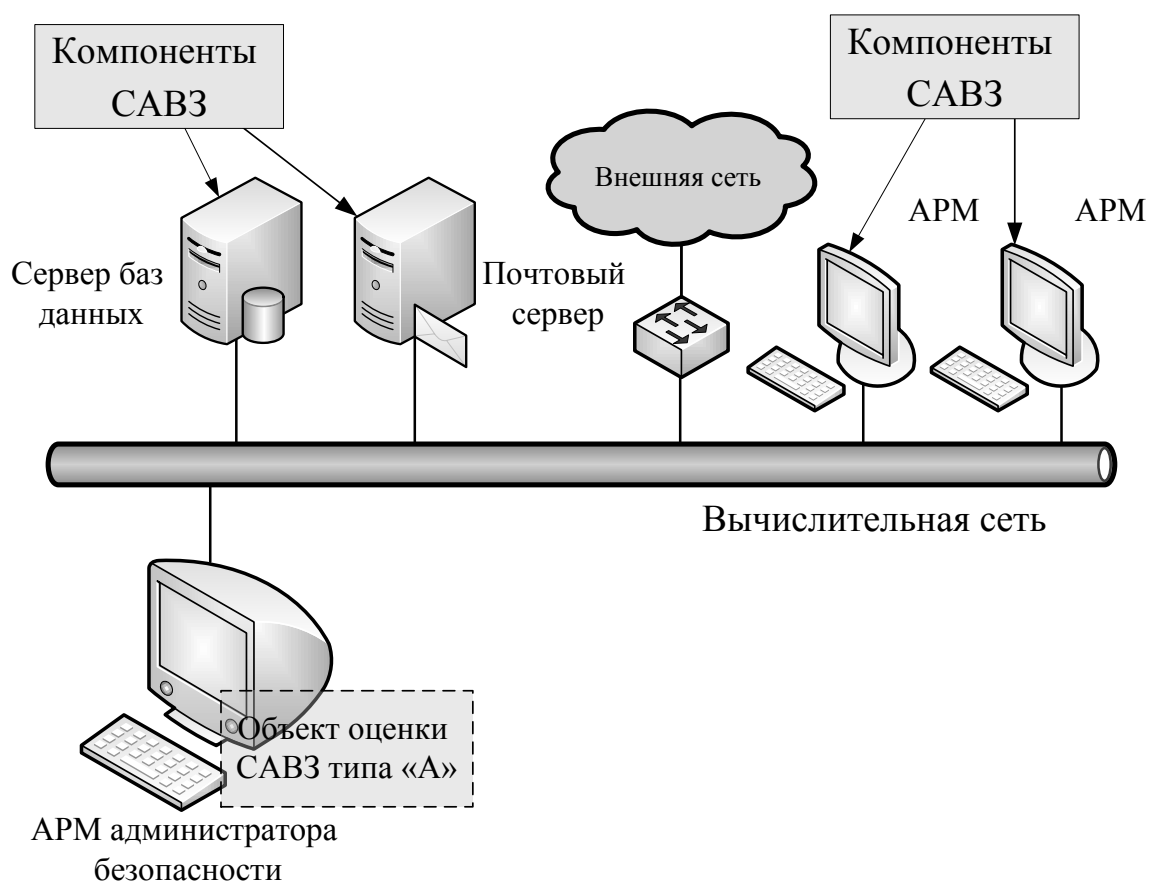 Компоненты
САВЗ
Компоненты
САВЗ
Внешняя сеть
АРМ
АРМ
Сервер баз
данных
Почтовый
сервер
Вычислительная сеть
Объект оценки
САВЗ типа «А»
АРМ администратора
безопасности